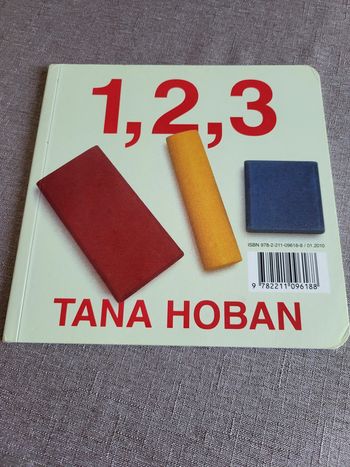 1,2,3
ISBN 978-2-211-09618-8 / 01.2010
9 782211 096188
TANA HOBAN